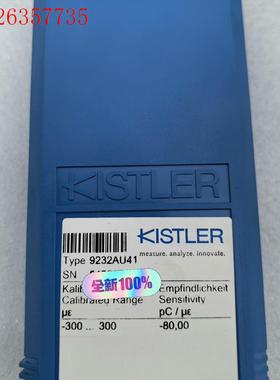 26357735
KISTLER
KISTLER
measure. analyze. innovate.
Type 9232AU41
SN
全新100%
Empfindlichkeit
Calibrated Range Sensitivity
με pC / με
-300 ... 300 -80,00